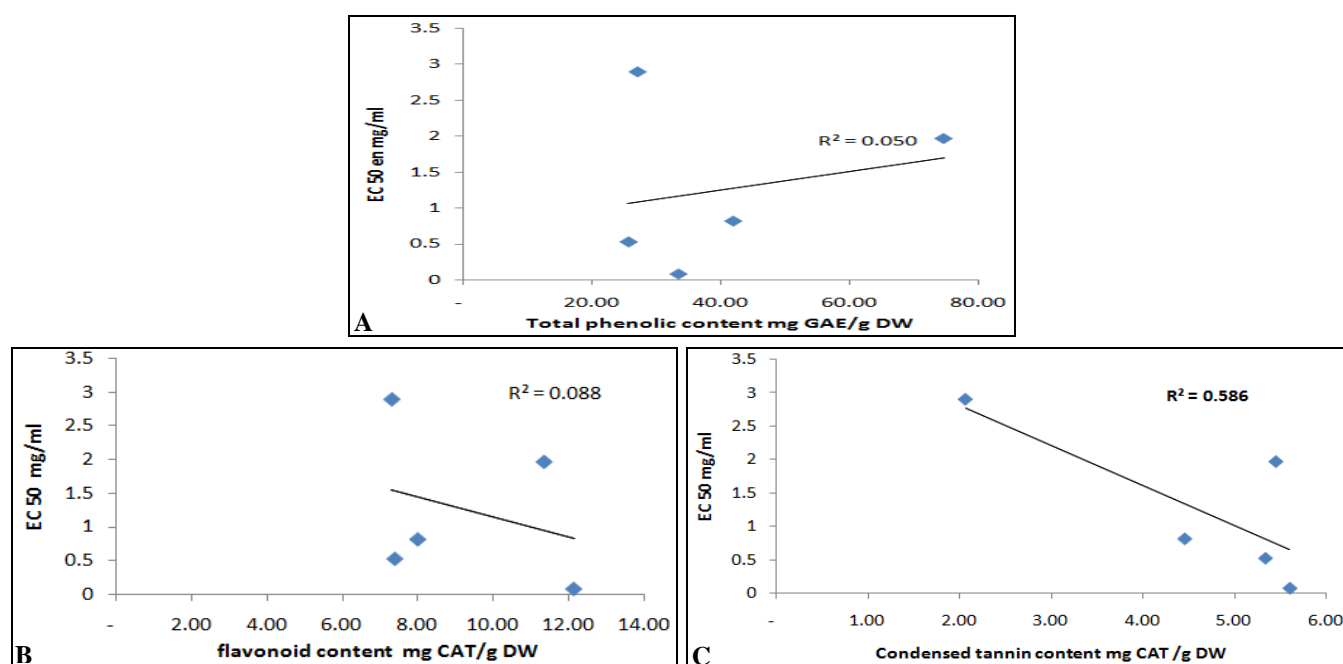 3.5
3
2.5
2
1.5
1
0.5
0
EC 50 en mg/ml
R² = 0.050
- 20.00 40.00 60.00 80.00
Total phenolic content mg GAE/g DW
A
3.5
3
2.5
2
1.5
1
0.5
0
EC 50 mg/ml
R² = 0.088
- 2.00 4.00 6.00 8.00 10.00 12.00 14.00
flavonoid content mg CAT/g DW
B
3.5
3
2.5
2
1.5
1
0.5
0
EC 50 mg/ml
R² = 0.586
- 1.00 2.00 3.00 4.00 5.00 6.00
Condensed tannin content mg CAT /g DW
C